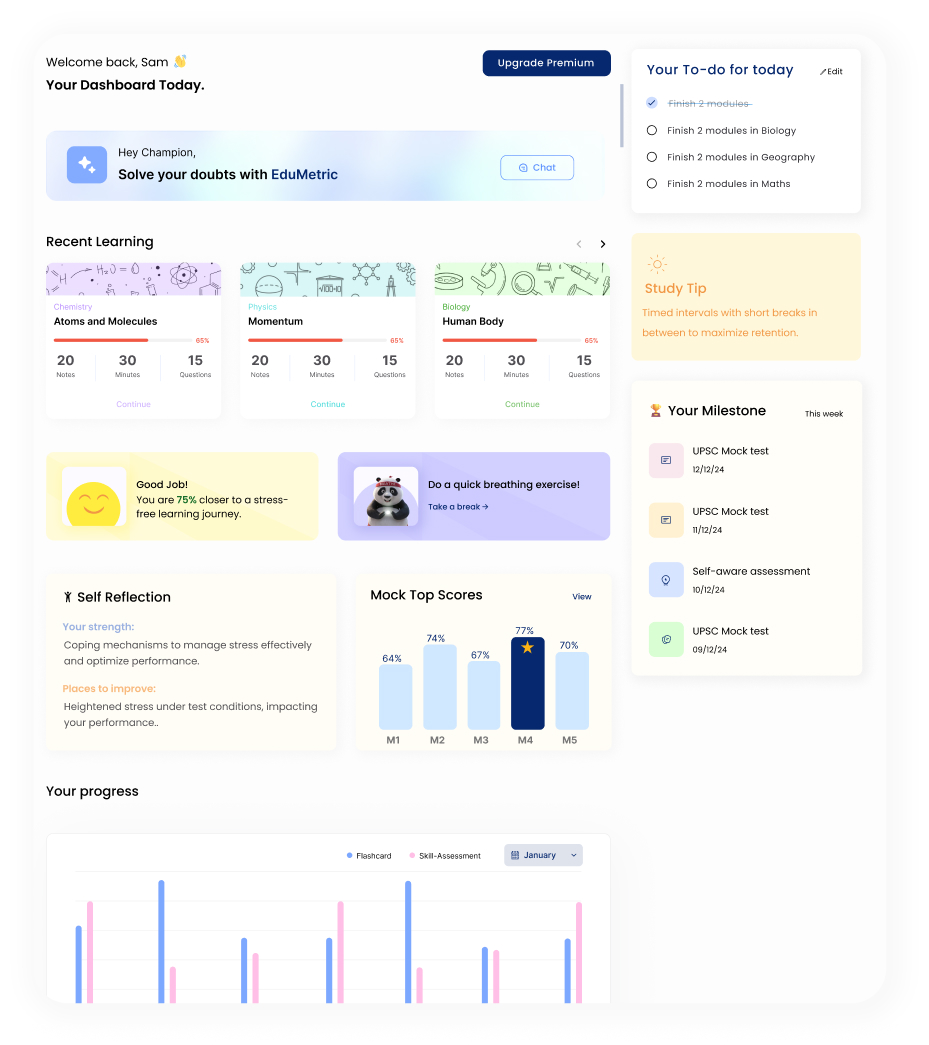 Welcome back, Sam 👋
Your Dashboard Today.
Upgrade Premium
Hey Champion,
Solve your doubts with EduMetric
Chat
Recent Learning
H₂O = 0
Chemistry
Atoms and Molecules
65%
20 30 15
Notes Minutes Questions
Continue
Physics
Momentum
65%
20 30 15
Notes Minutes Questions
Continue
Biology
Human Body
65%
20 30 15
Notes Minutes Questions
Continue
Good Job!
You are 75% closer to a stress-
free learning journey.
Do a quick breathing exercise!
Take a break →
Self Reflection
Your strength:
Coping mechanisms to manage stress effectively
and optimize performance.
Places to improve:
Heightened stress under test conditions, impacting
your performance..
Mock Top Scores
View
64% 74% 67% 77% 70%
M1 M2 M3 M4 M5
Your progress
Flashcard Skill-Assessment January
Your To-do for today
Edit
Finish 2 modules
Finish 2 modules in Biology
Finish 2 modules in Geography
Finish 2 modules in Maths
Study Tip
Timed intervals with short breaks in
between to maximize retention.
Your Milestone
This week
UPSC Mock test
12/12/24
UPSC Mock test
11/12/24
Self-aware assessment
10/12/24
UPSC Mock test
09/12/24